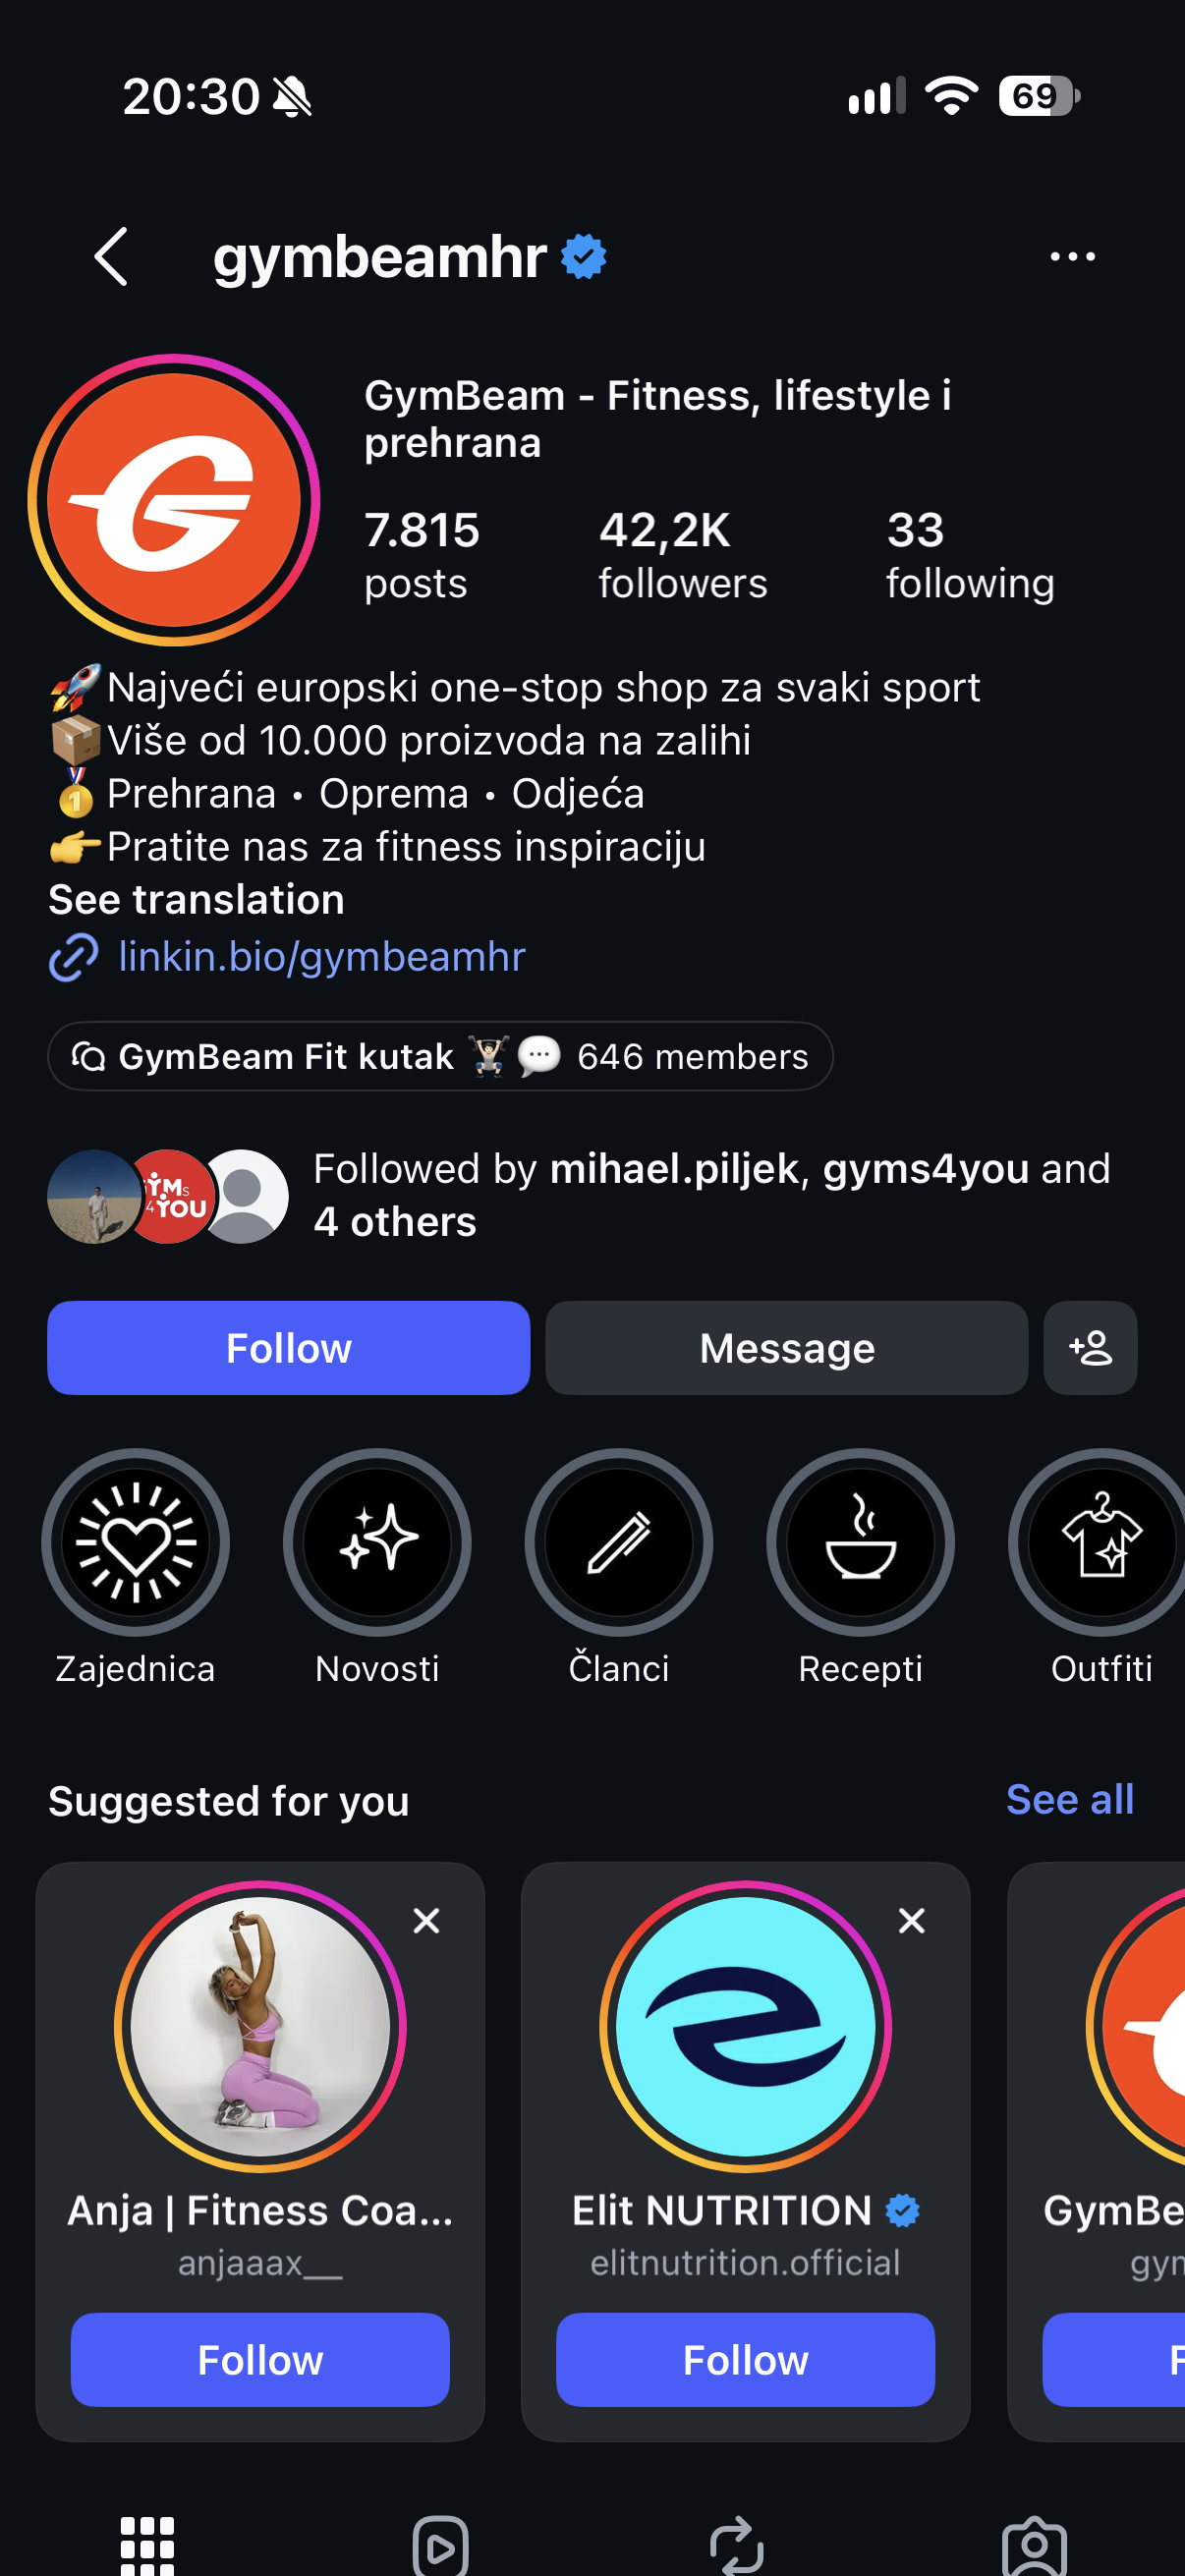 20:30
69
gymbeamhr
GymBeam - Fitness, lifestyle i
prehrana
7.815
posts
42,2K
followers
33
following
🚀Najveći europski one-stop shop za svaki sport
📦Više od 10.000 proizvoda na zalihi
🥇Prehrana • Oprema • Odjeća
👉Pratite nas za fitness inspiraciju
See translation
linkin.bio/gymbeamhr
GymBeam Fit kutak 🏋🏻💬 646 members
Followed by mihael.piljek, gyms4you and
4 others
Follow
Message
Zajednica
Novosti
Članci
Recepti
Outfiti
Suggested for you
See all
Anja | Fitness Coa...
anjaaax__
Follow
Elit NUTRITION
elitnutrition.official
Follow
GymBe
gym
F